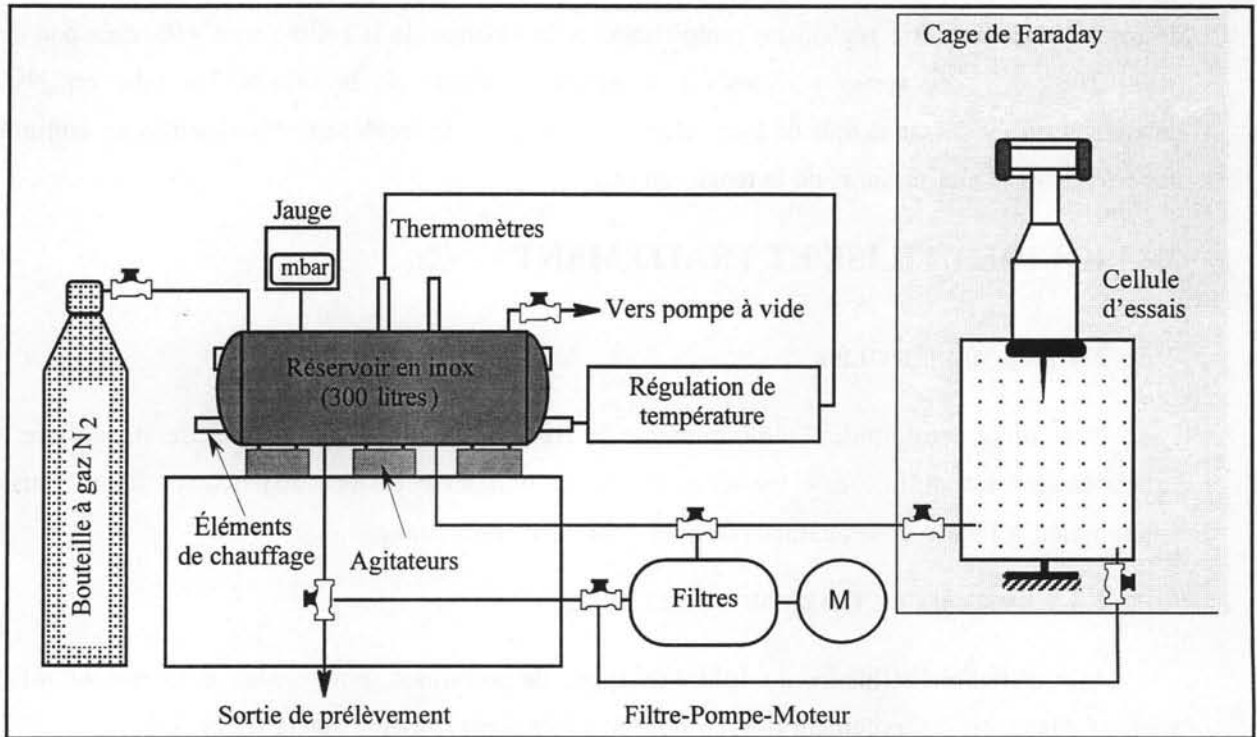 Cage de Faraday
Jauge
mbar
Thermomètres
Vers pompe à vide
Cellule
d'essais
Réservoir en inox
(300 litres)
Régulation de
température
Bouteille à gaz N2
Éléments
de chauffage
Agitateurs
Filtres
M
Sortie de prélèvement
Filtre-Pompe-Moteur